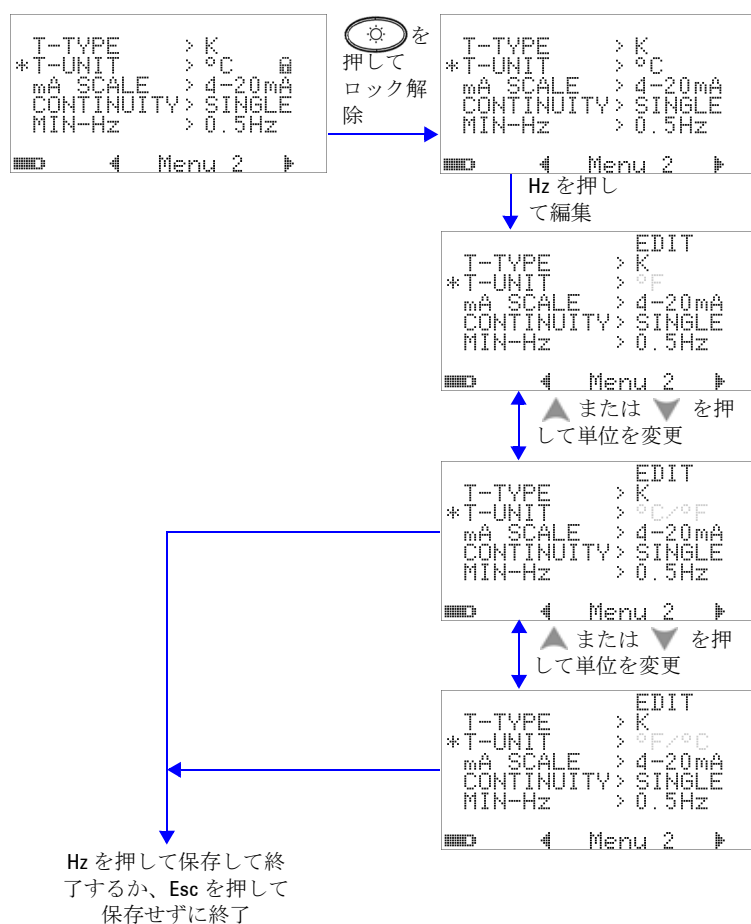 T-TYPE > K
*T-UNIT > °C
mA SCALE > 4-20mA
CONTINUITY> SINGLE
MIN-Hz > 0.5Hz
Menu 2
を
押して
ロック解
除
T-TYPE > K
*T-UNIT > °C
mA SCALE > 4-20mA
CONTINUITY> SINGLE
MIN-Hz > 0.5Hz
Menu 2
Hz を押し
て編集
EDIT
T-TYPE > K
*T-UNIT > °F
mA SCALE > 4-20mA
CONTINUITY> SINGLE
MIN-Hz > 0.5Hz
Menu 2
▲ または ▼ を押
して単位を変更
EDIT
T-TYPE > K
*T-UNIT > °C/°F
mA SCALE > 4-20mA
CONTINUITY> SINGLE
MIN-Hz > 0.5Hz
Menu 2
▲ または ▼ を押
して単位を変更
EDIT
T-TYPE > K
*T-UNIT > °F/°C
mA SCALE > 4-20mA
CONTINUITY> SINGLE
MIN-Hz > 0.5Hz
Menu 2
Hz を押して保存して終
了するか、Esc を押して
保存せずに終了